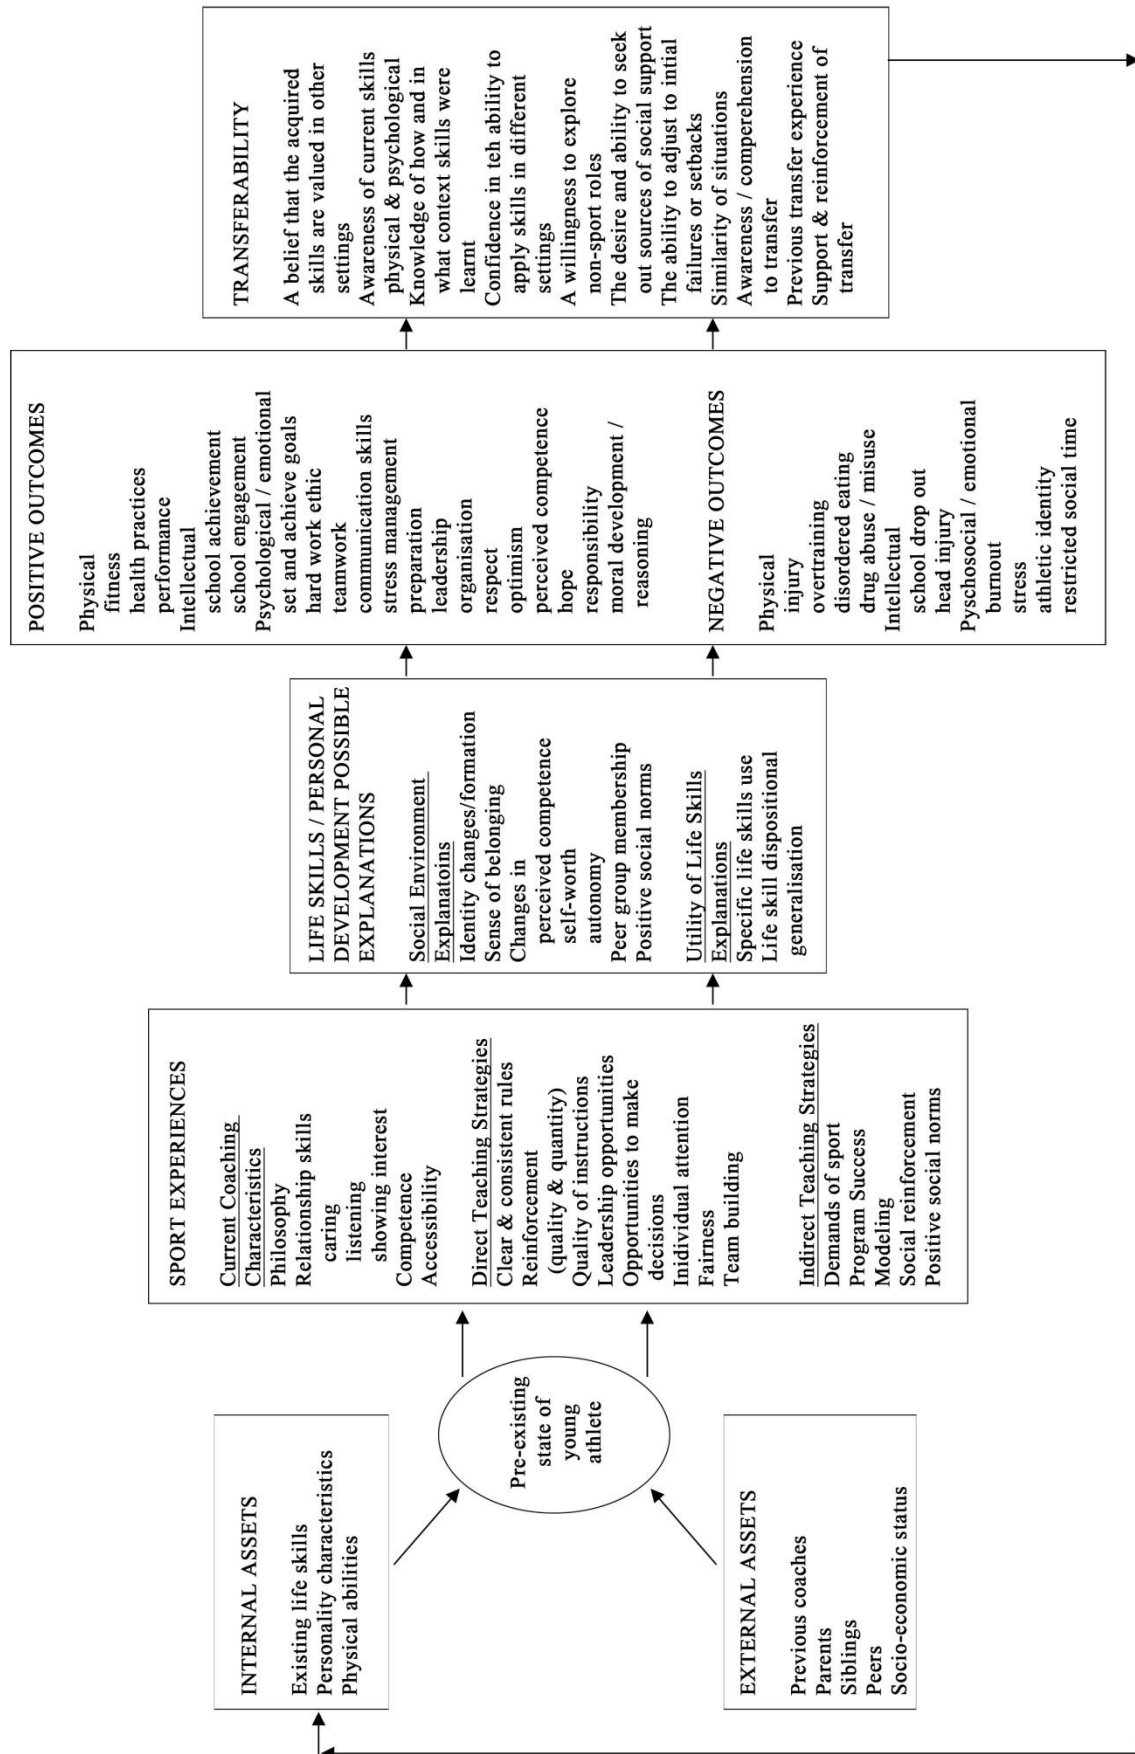 INTERNAL ASSETS
Existing life skills
Personality characteristics
Physical abilities
EXTERNAL ASSETS
Previous coaches
Parents
Siblings
Peers
Socio-economic status
Pre-existing
state of
young
athlete
SPORT EXPERIENCES
Current Coaching
Characteristics
Philosophy
Relationship skills
caring
listening
showing interest
Competence
Accessibility
Direct Teaching Strategies
Clear & consistent rules
Reinforcement
(quality & quantity)
Quality of instructions
Leadership opportunities
Opportunities to make
decisions
Inidividual attention
Fairness
Team building
Indirect Teaching Strategies
Demands of sport
Program Success
Modeling
Social reinforcement
Positive social norms
LIFE SKILLS / PERSONAL
DEVELOPMENT POSSIBLE
EXPLANATIONS
Social Environment
Explanatoins
Identity changes/formation
Sense of belonging
Changes in
perceived competence
self-worth
autonomy
Peer group membership
Positive social norms
Utility of Life Skills
Explanations
Specific life skills use
Life skill dispositional
generalisation
POSITIVE OUTCOMES
Physical
fitness
health practices
performance
Intellectual
school achievement
school engagement
Psychological / emotional
set and achieve goals
hard work ethic
teamwork
communication skills
stress management
preparation
leadership
organisation
respect
optimism
perceived competence
hope
responsibility
moral development /
reasoning
NEGATIVE OUTCOMES
Physical
injury
overtraining
disordered eating
drug abuse / misuse
Intellectual
school drop out
head injury
Pyschosocial / emotional
burnout
stress
athletic identity
restricted social time
TRANSFERABILITY
A belief that the acquired
skills are valued in other
settings
Awareness of current skills
physical & psychological
Knowledge of how and in
what context skills were
learnt
Confidence in teh ability to
apply skills in different
settings
A willingness to explore
non-sport roles
The desire and ability to seek
out sources of social support
The ability to adjust to intial
failures or setbacks
Similarity of situations
Awareness / comperehension
to transfer
Previous transfer experience
Support & reinforcement of
transfer